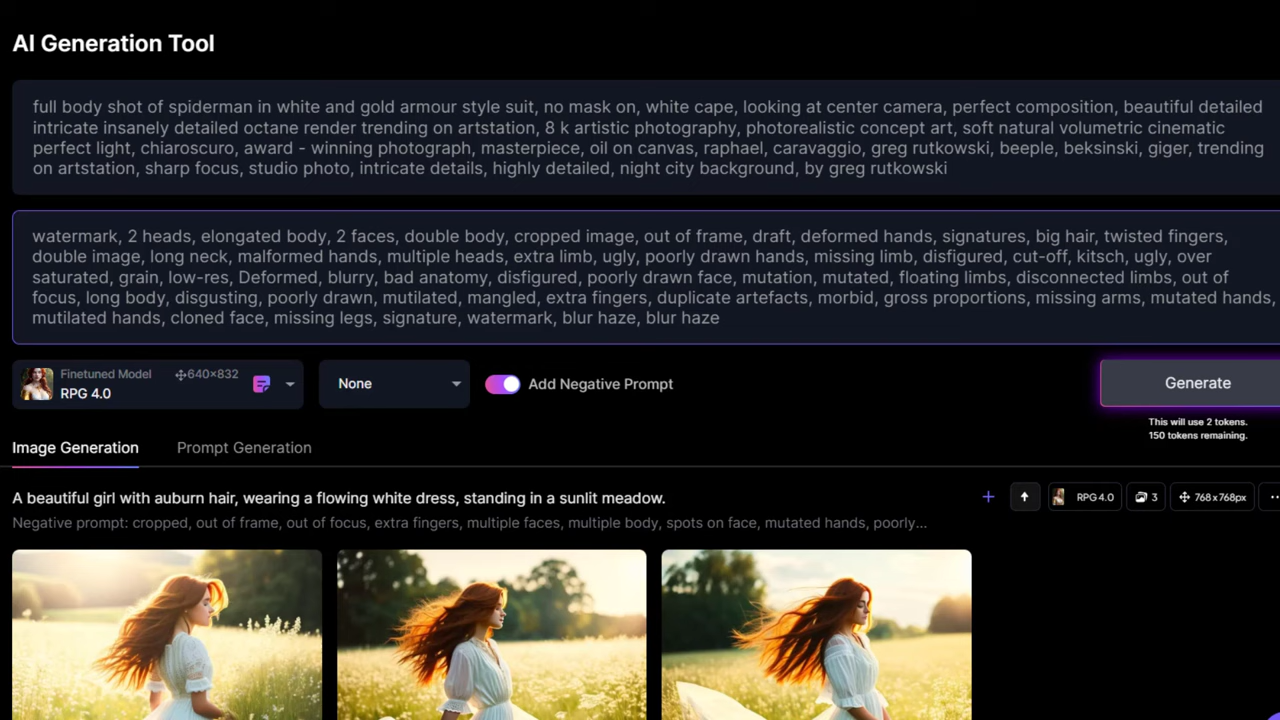 AI Generation Tool
full body shot of spiderman in white and gold armour style suit, no mask on, white cape, looking at center camera, perfect composition, beautiful detailed
intricate insanely detailed octane render trending on artstation, 8 k artistic photography, photorealistic concept art, soft natural volumetric cinematic
perfect light, chiaroscuro, award - winning photograph, masterpiece, oil on canvas, raphael, caravaggio, greg rutkowski, beeple, beksinski, giger, trending
on artstation, sharp focus, studio photo, intricate details, highly detailed, night city background, by greg rutkowski
watermark, 2 heads, elongated body, 2 faces, double body, cropped image, out of frame, draft, deformed hands, signatures, big hair, twisted fingers,
double image, long neck, malformed hands, multiple heads, extra limb, ugly, poorly drawn hands, missing limb, disfigured, cut-off, kitsch, ugly, over
saturated, grain, low-res, Deformed, blurry, bad anatomy, disfigured, poorly drawn face, mutation, mutated, floating limbs, disconnected limbs, out of
focus, long body, disgusting, poorly drawn, mutilated, mangled, extra fingers, duplicate artefacts, morbid, gross proportions, missing arms, mutated hands,
mutilated hands, cloned face, missing legs, signature, watermark, blur haze, blur haze
Finetuned Model 640×832
RPG 4.0
None
Add Negative Prompt
Generate
This will use 2 tokens.
150 tokens remaining.
Image Generation Prompt Generation
A beautiful girl with auburn hair, wearing a flowing white dress, standing in a sunlit meadow.
RPG 4.0 3 768x768px
Negative prompt: cropped, out of frame, out of focus, extra fingers, multiple faces, multiple body, spots on face, mutated hands, poorly...